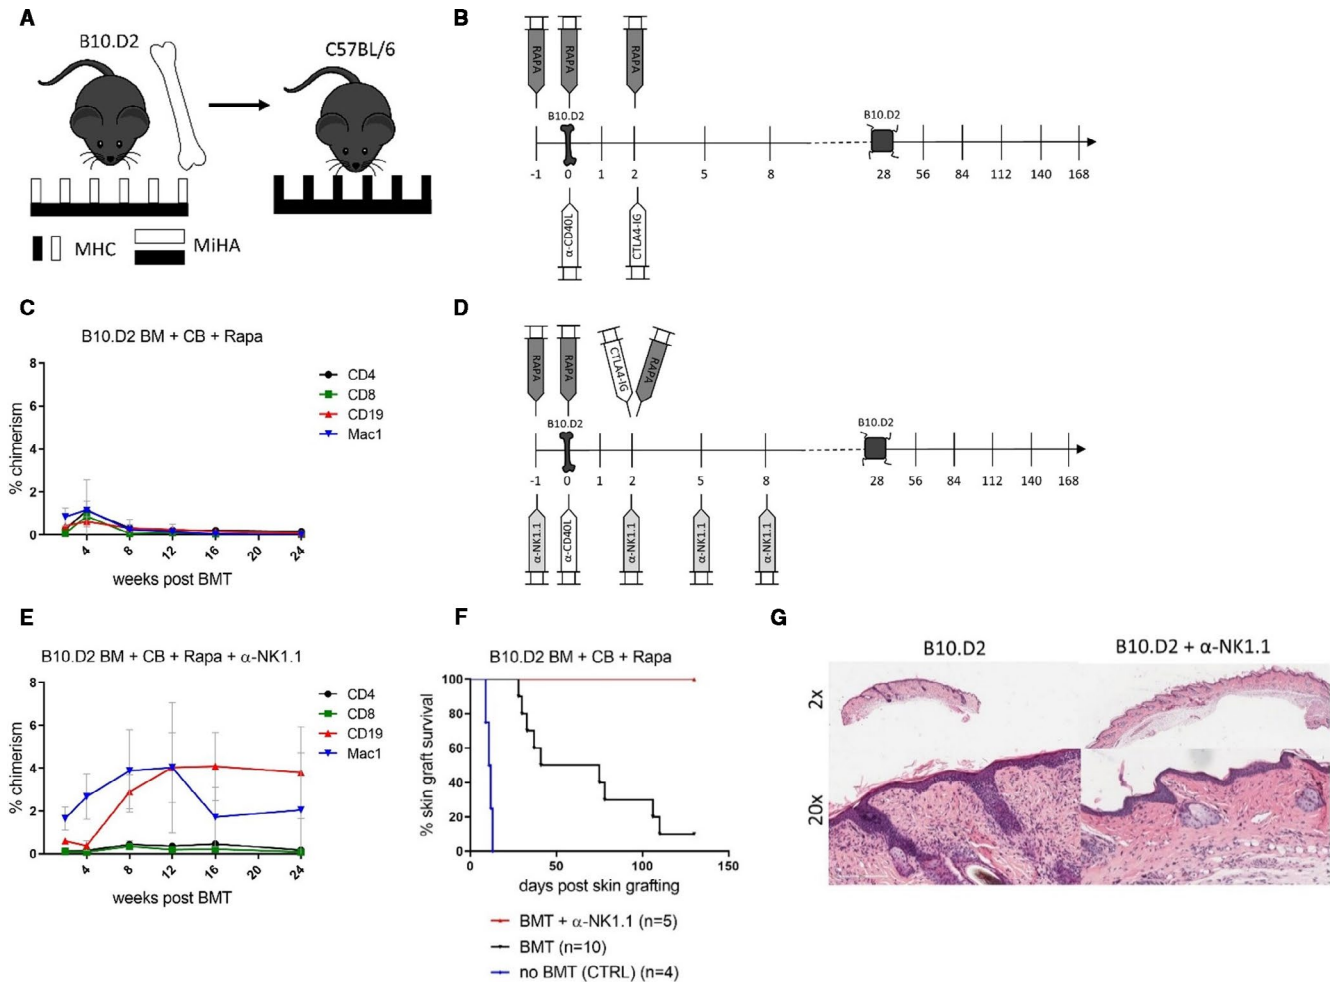 A
B10.D2
C57BL/6
MHC
MiHA
B
RAPA RAPA RAPA
B10.D2 B10.D2
-1 0 1 2 5 8 28 56 84 112 140 168
α-CD40L CTLA4-IG
C
B10.D2 BM + CB + Rapa
% chimerism
8
6
4
2
0
4 8 12 16 20 24
weeks post BMT
CD4
CD8
CD19
Mac1
D
RAPA RAPA CTLA4-IG RAPA
B10.D2 B10.D2
-1 0 1 2 5 8 28 56 84 112 140 168
α-NK1.1 α-CD40L α-NK1.1 α-NK1.1 α-NK1.1
E
B10.D2 BM + CB + Rapa + α-NK1.1
% chimerism
8
6
4
2
0
4 8 12 16 20 24
weeks post BMT
CD4
CD8
CD19
Mac1
F
B10.D2 BM + CB + Rapa
% skin graft survival
100
80
60
40
20
0
0 50 100 150
days post skin grafting
BMT + α-NK1.1 (n=5)
BMT (n=10)
no BMT (CTRL) (n=4)
G
B10.D2 B10.D2 + α-NK1.1
2x
20x